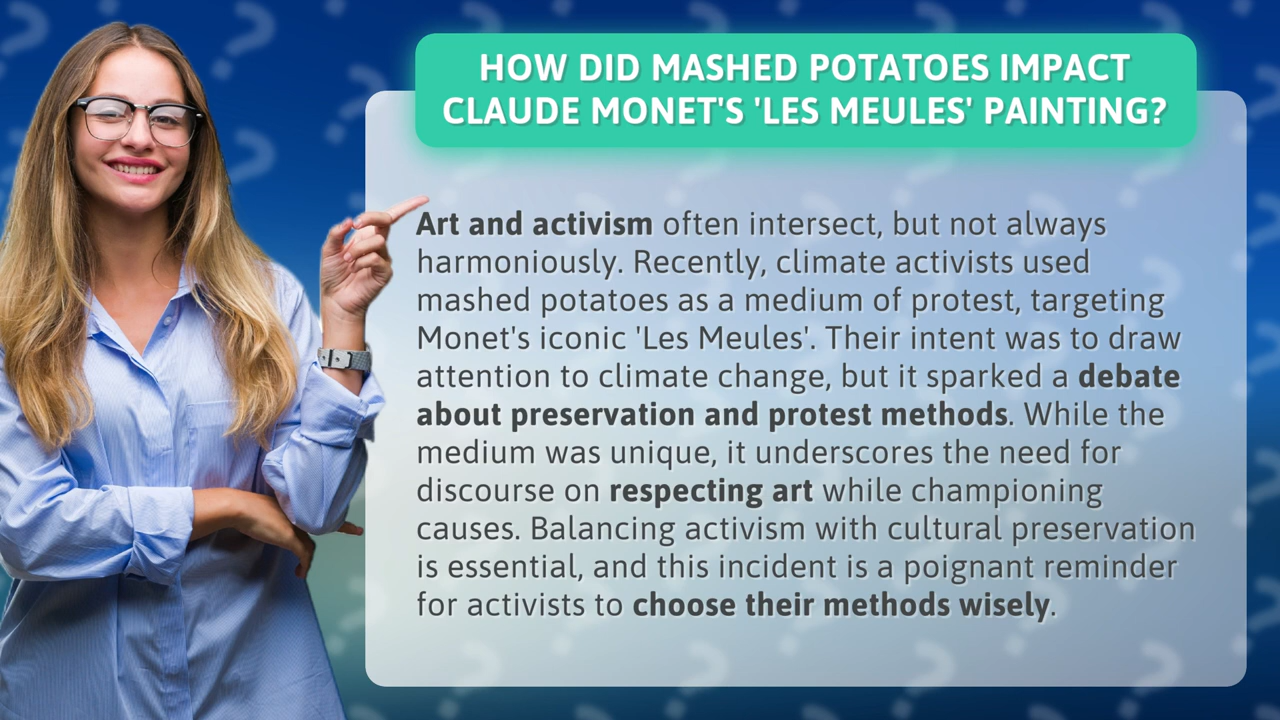 HOW DID MASHED POTATOES IMPACT
CLAUDE MONET'S 'LES MEULES' PAINTING?
Art and activism often intersect, but not always
harmoniously. Recently, climate activists used
mashed potatoes as a medium of protest, targeting
Monet's iconic 'Les Meules'. Their intent was to draw
attention to climate change, but it sparked a debate
about preservation and protest methods. While the
medium was unique, it underscores the need for
discourse on respecting art while championing
causes. Balancing activism with cultural preservation
is essential, and this incident is a poignant reminder
for activists to choose their methods wisely.